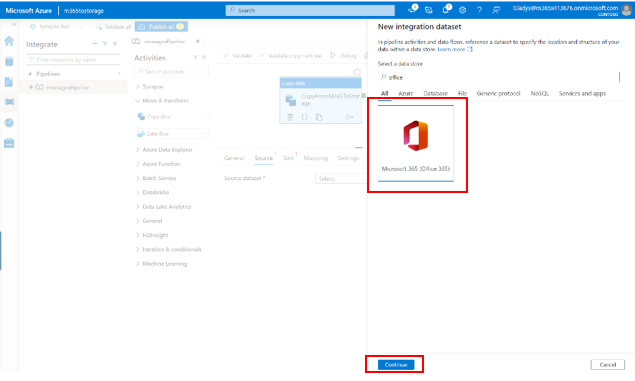 Microsoft Azure
m365tostorage
Search
Gladys@m365x413676.onmicrosoft.com
CONTOSO
Synapse live
Validate all
Publish all
Integrate
Filter resources by name
Pipelines
1
messagesPipeline
messagesPipeline
Activities
Search activities
Synapse
Move & transform
Copy data
Data flow
Azure Data Explorer
Azure Function
Batch Service
Databricks
Data Lake Analytics
General
HDInsight
Iteration & conditionals
Machine Learning
Validate
Validate copy runtime
Debug
Copy data
CopyFromM365ToStorage
General
Source
Sink
Mapping
Settings
Source dataset *
Select...
New integration dataset
In pipeline activities and data flows, reference a dataset to specify the location and structure of your
data within a data store. Learn more
Select a data store
office
All
Azure
Database
File
Generic protocol
NoSQL
Services and apps
Microsoft 365 (Office 365)
Continue
Cancel